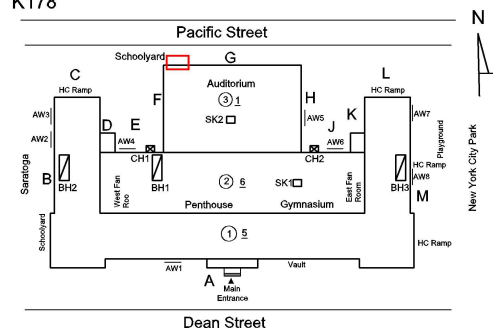 K178
Pacific Street
N
Schoolyard
G
C
L
HC Ramp
Auditorium
HC Ramp
3 1
F
H
SK2
AW3
AW5
AW7
D
E
J
K
AW2
AW4
AW6
Playground
CH1
CH2
Saratoga
B
BH2
BH1
West Fan
Roo
2 6
SK1
East Fan
Room
BH3
HC Ramp
AW8
M
New York City Park
Penthouse
Gymnasium
Schoolyard
1 5
HC Ramp
AW1
A
Vault
Main
Entrance
Dean Street